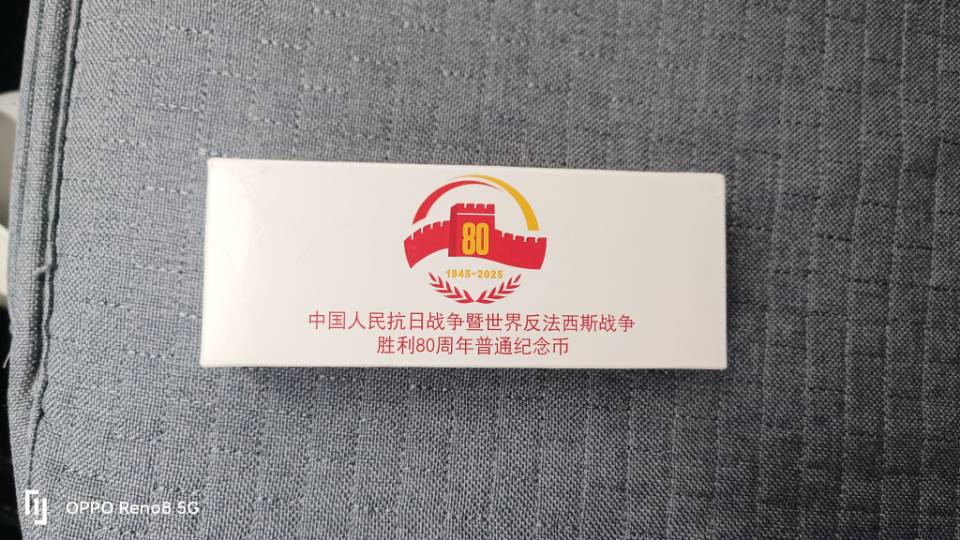 80
1945-2025
中国人民抗日战争暨世界反法西斯战争
胜利80周年普通纪念币
OPPO Reno8 5G